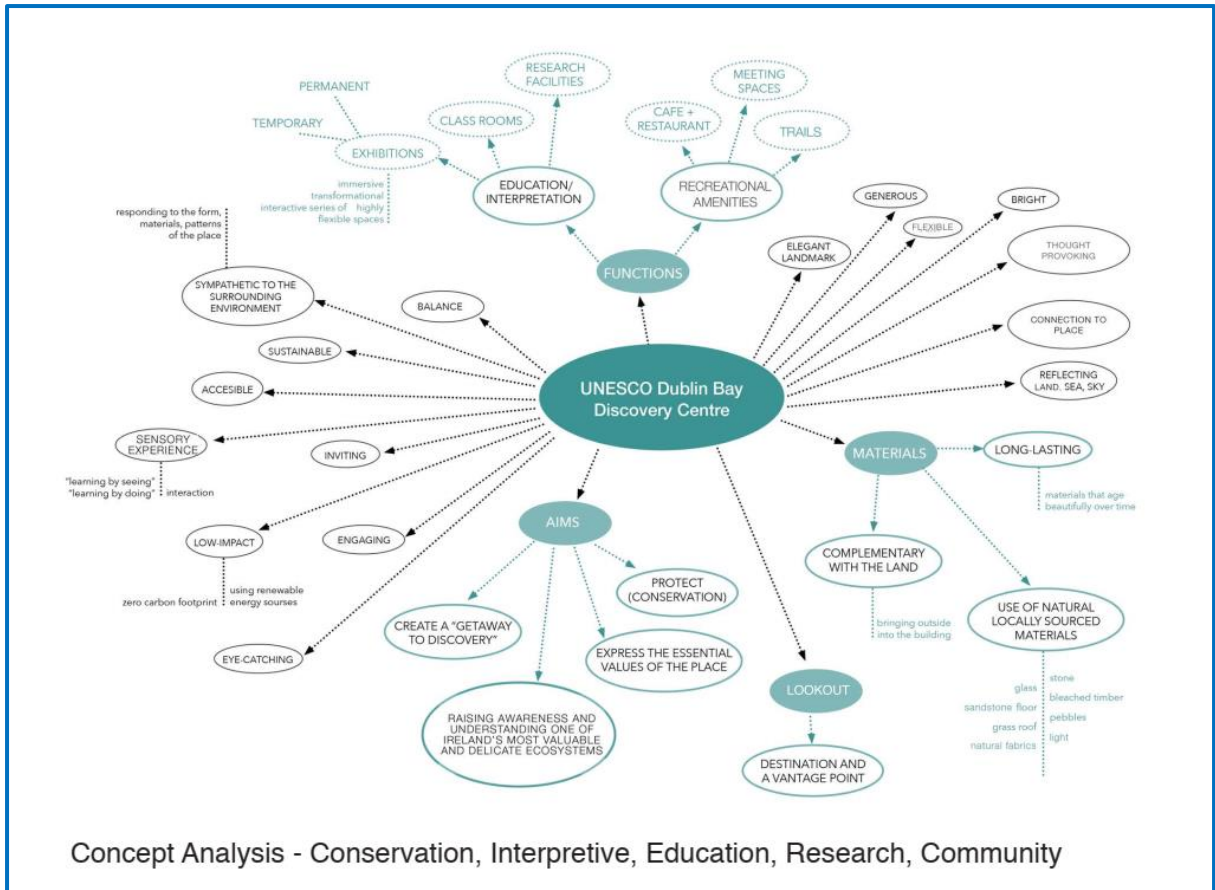 RESEARCH
FACILITIES
MEETING
SPACES
PERMANENT
TEMPORARY
CLASS ROOMS
CAFE +
RESTAURANT
TRAILS
EXHIBITIONS
immersive
transformational
interactive series of highly
flexible spaces
EDUCATION/
INTERPRETATION
RECREATIONAL
AMENITIES
FUNCTIONS
GENEROUS
BRIGHT
FLEXIBLE
ELEGANT
LANDMARK
THOUGHT
PROVOKING
CONNECTION TO
PLACE
REFLECTING
LAND. SEA, SKY
responding to the form,
materials, patterns
of the place
SYMPATHETIC TO THE
SURROUNDING
ENVIRONMENT
BALANCE
SUSTAINABLE
ACCESIBLE
UNESCO Dublin Bay
Discovery Centre
SENSORY
EXPERIENCE
"learning by seeing"
"learning by doing"
interaction
INVITING
LOW-IMPACT
zero carbon footprint
using renewable
energy sourses
ENGAGING
EYE-CATCHING
AIMS
CREATE A "GETAWAY
TO DISCOVERY"
RAISING AWARENESS AND
UNDERSTANDING ONE OF
IRELAND'S MOST VALUABLE
AND DELICATE ECOSYSTEMS
EXPRESS THE ESSENTIAL
VALUES OF THE PLACE
PROTECT
(CONSERVATION)
LOOKOUT
DESTINATION AND
A VANTAGE POINT
MATERIALS
LONG-LASTING
materials that age
beautifully over time
COMPLEMENTARY
WITH THE LAND
bringing outside
into the building
USE OF NATURAL
LOCALLY SOURCED
MATERIALS
glass
sandstone floor
grass roof
natural fabrics
stone
bleached timber
pebbles
light
Concept Analysis - Conservation, Interpretive, Education, Research, Community